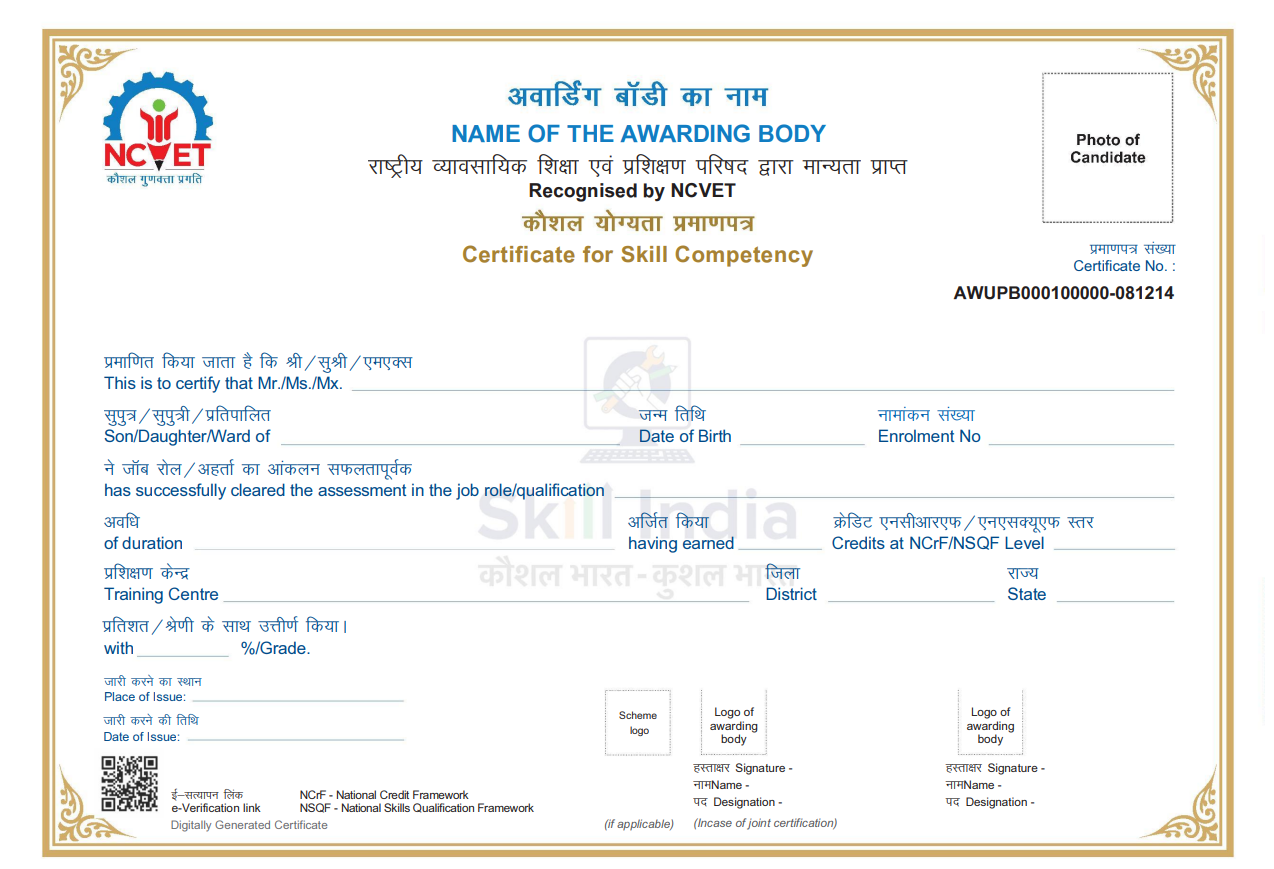 NCVET
कौशल गुणवत्ता प्रगति
अवार्डिंग बॉडी का नाम
NAME OF THE AWARDING BODY
राष्ट्रीय व्यावसायिक शिक्षा एवं प्रशिक्षण परिषद द्वारा मान्यता प्राप्त
Recognised by NCVET
कौशल योग्यता प्रमाणपत्र
Certificate for Skill Competency
Photo of
Candidate
प्रमाणपत्र संख्या
Certificate No. :
AWUPB000100000-081214
प्रमाणित किया जाता है कि श्री/सुश्री/एमएक्स
This is to certify that Mr./Ms./Mx.
सुपुत्र/सुपुत्री/प्रतिपालित जन्म तिथि नामांकन संख्या
Son/Daughter/Ward of Date of Birth Enrolment No
ने जॉब रोल/अहर्ता का आंकलन सफलतापूर्वक
has successfully cleared the assessment in the job role/qualification
Skill India
अवधि अर्जित किया क्रेडिट एनसीआरएफ/एनएसक्यूएफ स्तर
of duration having earned Credits at NCrF/NSQF Level
कौशल भारत - कुशल भारत
प्रशिक्षण केन्द्र जिला राज्य
Training Centre District State
प्रतिशत/श्रेणी के साथ उत्तीर्ण किया।
with %/Grade.
जारी करने का स्थान
Place of Issue:
जारी करने की तिथि
Date of Issue:
Scheme
logo
Logo of
awarding
body
Logo of
awarding
body
हस्ताक्षर Signature -
नामName -
पद Designation -
हस्ताक्षर Signature -
नामName -
पद Designation -
ई–सत्यापन लिंक NCrF - National Credit Framework
e-Verification link NSQF - National Skills Qualification Framework
Digitally Generated Certificate
(if applicable) (Incase of joint certification)